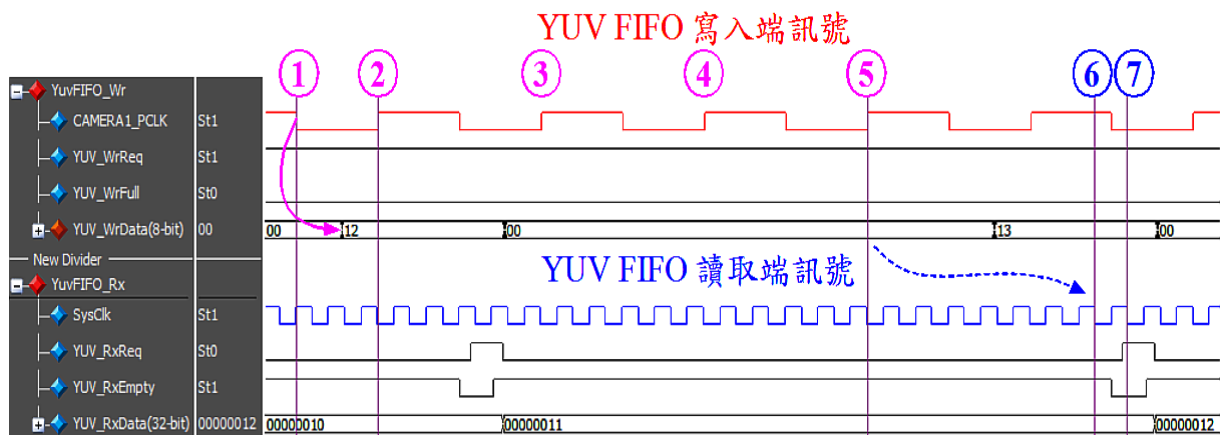 YUV FIFO 寫入端訊號
1 2 3 4 5 6 7
YuvFIFO_Wr
CAMERA1_PCLK St1
YUV_WrReq St1
YUV_WrFull St0
YUV_WrData(8-bit) 00 00 12 00 13 00
New Divider
YUV FIFO 讀取端訊號
YuvFIFO_Rx
SysClk St1
YUV_RxReq St0
YUV_RxEmpty St1
YUV_RxData(32-bit) 00000012 00000010 00000011 00000012